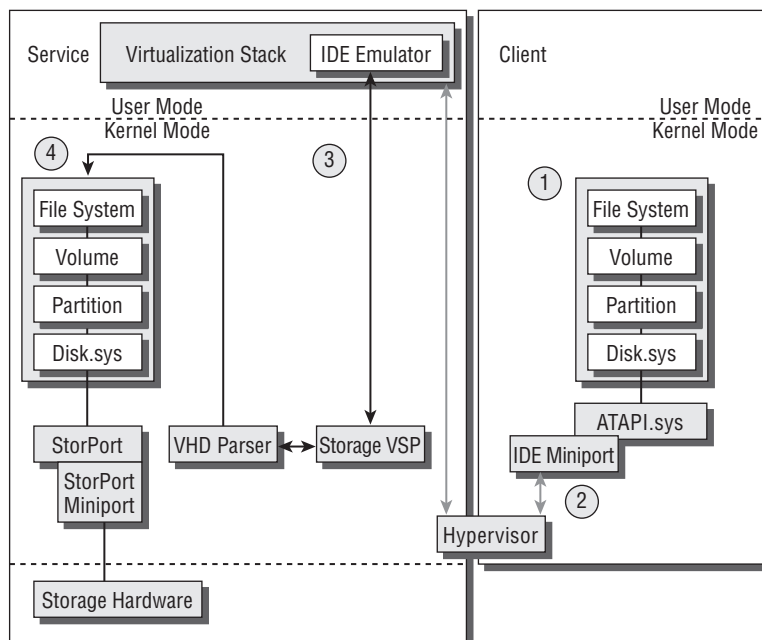 Service
Virtualization Stack
IDE Emulator
User Mode
Kernel Mode
4
3
File System
Volume
Partition
Disk.sys
StorPort
StorPort
Miniport
VHD Parser
Storage VSP
Storage Hardware
Hypervisor
Client
User Mode
Kernel Mode
1
File System
Volume
Partition
Disk.sys
ATAPI.sys
IDE Miniport
2